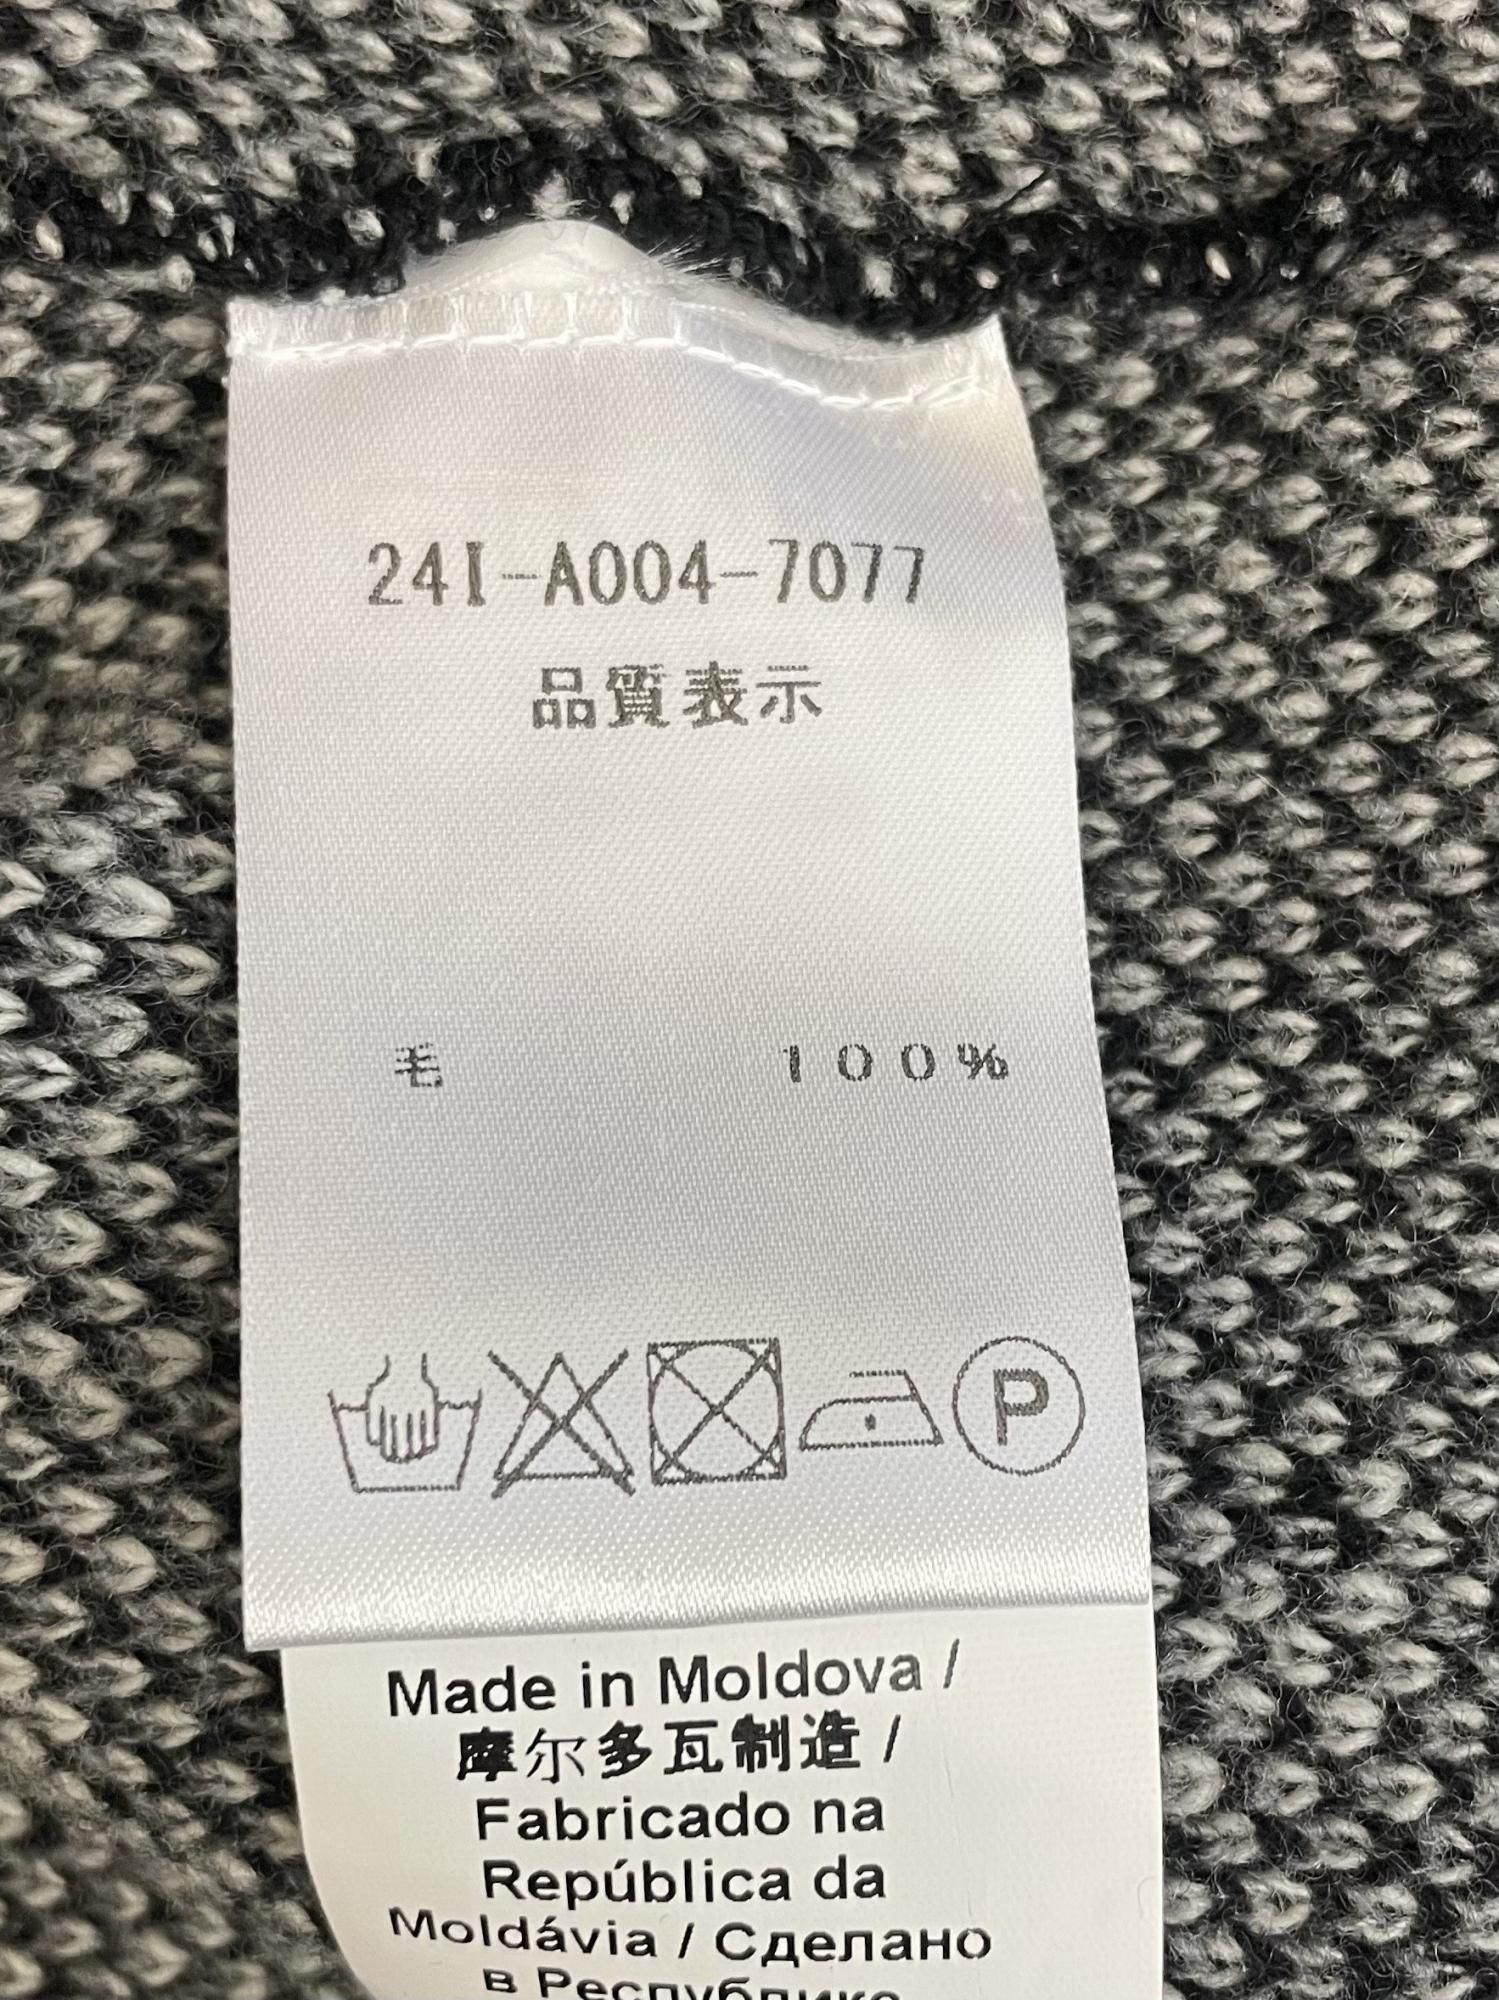 24I-A004-7077
品質表示
毛 100%
P
Made in Moldova /
摩尔多瓦制造 /
Fabricado na
República da
Moldávia / Сделано
в Республике